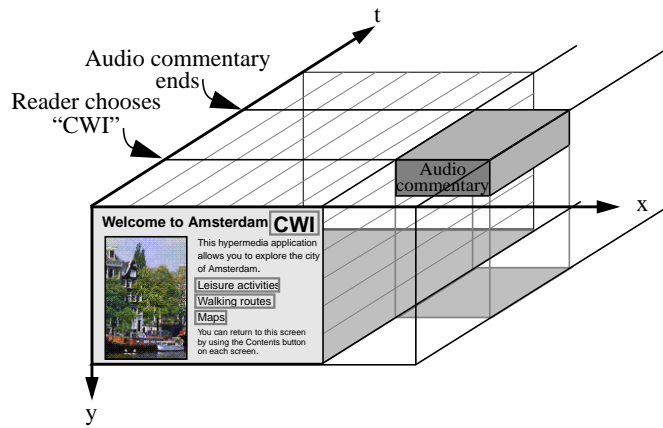 t
Audio commentary
ends
Reader chooses
“CWI”
Audio
commentary
x
Welcome to Amsterdam CWI
This hypermedia application
allows you to explore the city
of Amsterdam.
Leisure activities
Walking routes
Maps
You can return to this screen
by using the Contents button
on each screen.
y